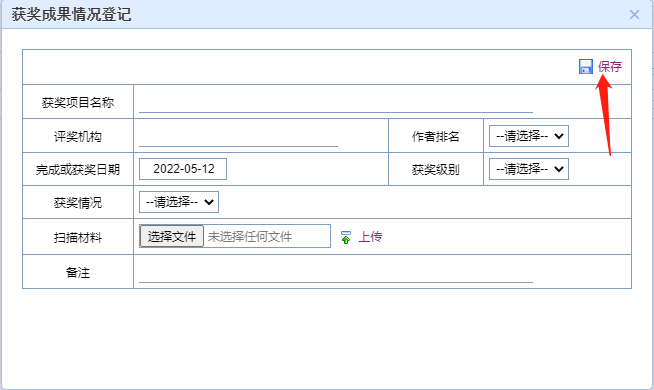 获奖成果情况登记
保存
获奖项目名称
评奖机构 作者排名 --请选择--
完成或获奖日期 2022-05-12 获奖级别 --请选择--
获奖情况 --请选择--
扫描材料 选择文件 未选择任何文件 上传
备注